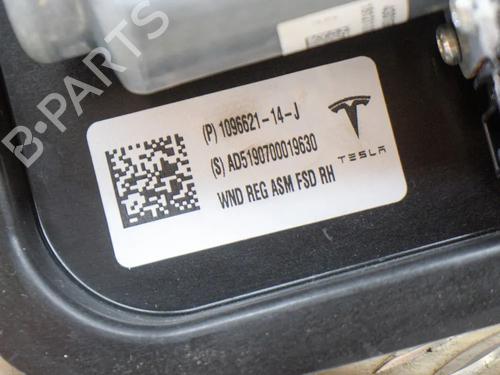 B-PARTS
(P) 1096621-14-J
(S) AD5190700019630
WND REG ASM FSD RH
TESLA